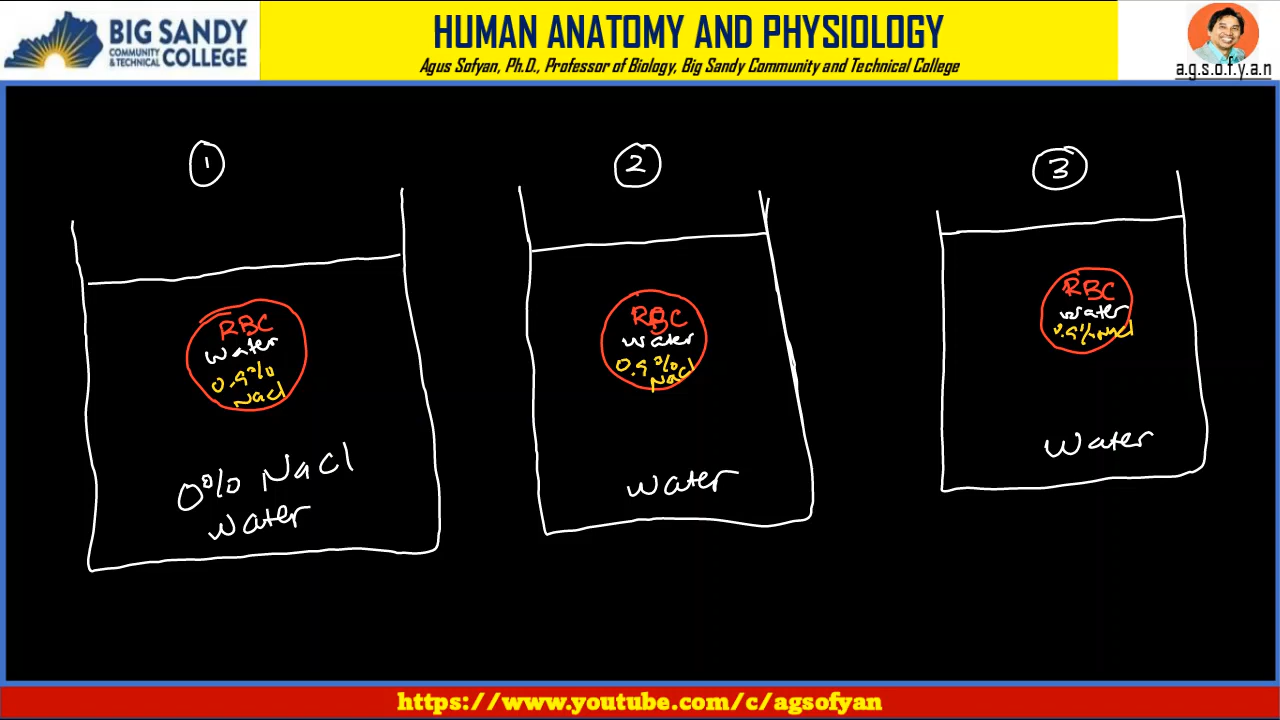 BIG SANDY
COMMUNITY
& TECHNICAL COLLEGE
HUMAN ANATOMY AND PHYSIOLOGY
Agus Sofyan, Ph.D., Professor of Biology, Big Sandy Community and Technical College
a.g.s.o.f.y.a.n
1
RBC
Water
0.9%
NaCl
0% NaCl
Water
2
RBC
Water
0.9%
NaCl
Water
3
RBC
Water
0.9% NaCl
Water
https://www.youtube.com/c/agsofyan